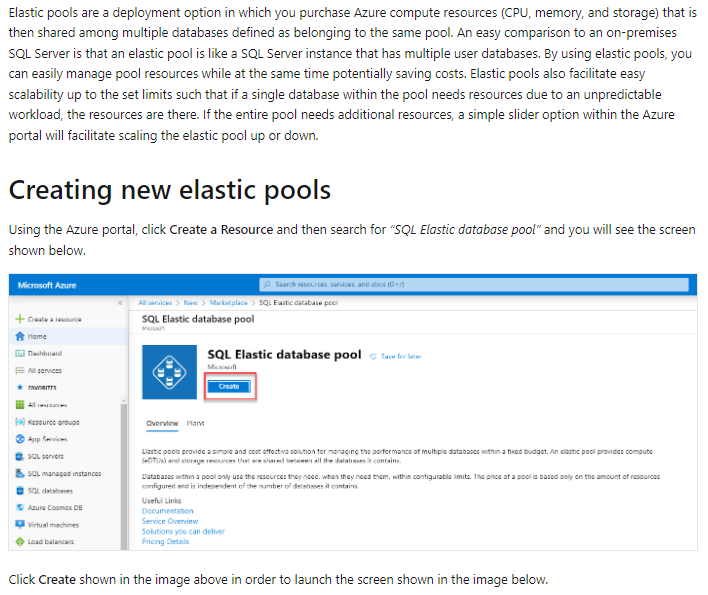 Elastic pools are a deployment option in which you purchase Azure compute resources (CPU, memory, and storage) that is
then shared among multiple databases defined as belonging to the same pool. An easy comparison to an on-premises
SQL Server is that an elastic pool is like a SQL Server instance that has multiple user databases. By using elastic pools, you
can easily manage pool resources while at the same time potentially saving costs. Elastic pools also facilitate easy
scalability up to the set limits such that if a single database within the pool needs resources due to an unpredictable
workload, the resources are there. If the entire pool needs additional resources, a simple slider option within the Azure
portal will facilitate scaling the elastic pool up or down.
Creating new elastic pools
Using the Azure portal, click Create a Resource and then search for “SQL Elastic database pool” and you will see the screen
shown below.
Microsoft Azure
Search resources, services, and docs (G+/)
All services > New > Marketplace > SQL Elastic database pool
SQL Elastic database pool
Microsoft
Create a resource
Home
Dashboard
All services
FAVORITES
All resources
Resource groups
App Services
SQL servers
SQL managed instances
SQL databases
Azure Cosmos DB
Virtual machines
Load balancers
SQL Elastic database pool
Save for later
Microsoft
Create
Overview Plans
Elastic pools provide a simple and cost effective solution for managing the performance of multiple databases within a fixed budget. An elastic pool provides compute
(eDTUs) and storage resources that are shared between all the databases it contains.
Databases within a pool only use the resources they need, when they need them, within configurable limits. The price of a pool is based only on the amount of resources
configured and is independent of the number of databases it contains.
Useful Links
Documentation
Service Overview
Solutions you can deliver
Pricing Details
Click Create shown in the image above in order to launch the screen shown in the image below.